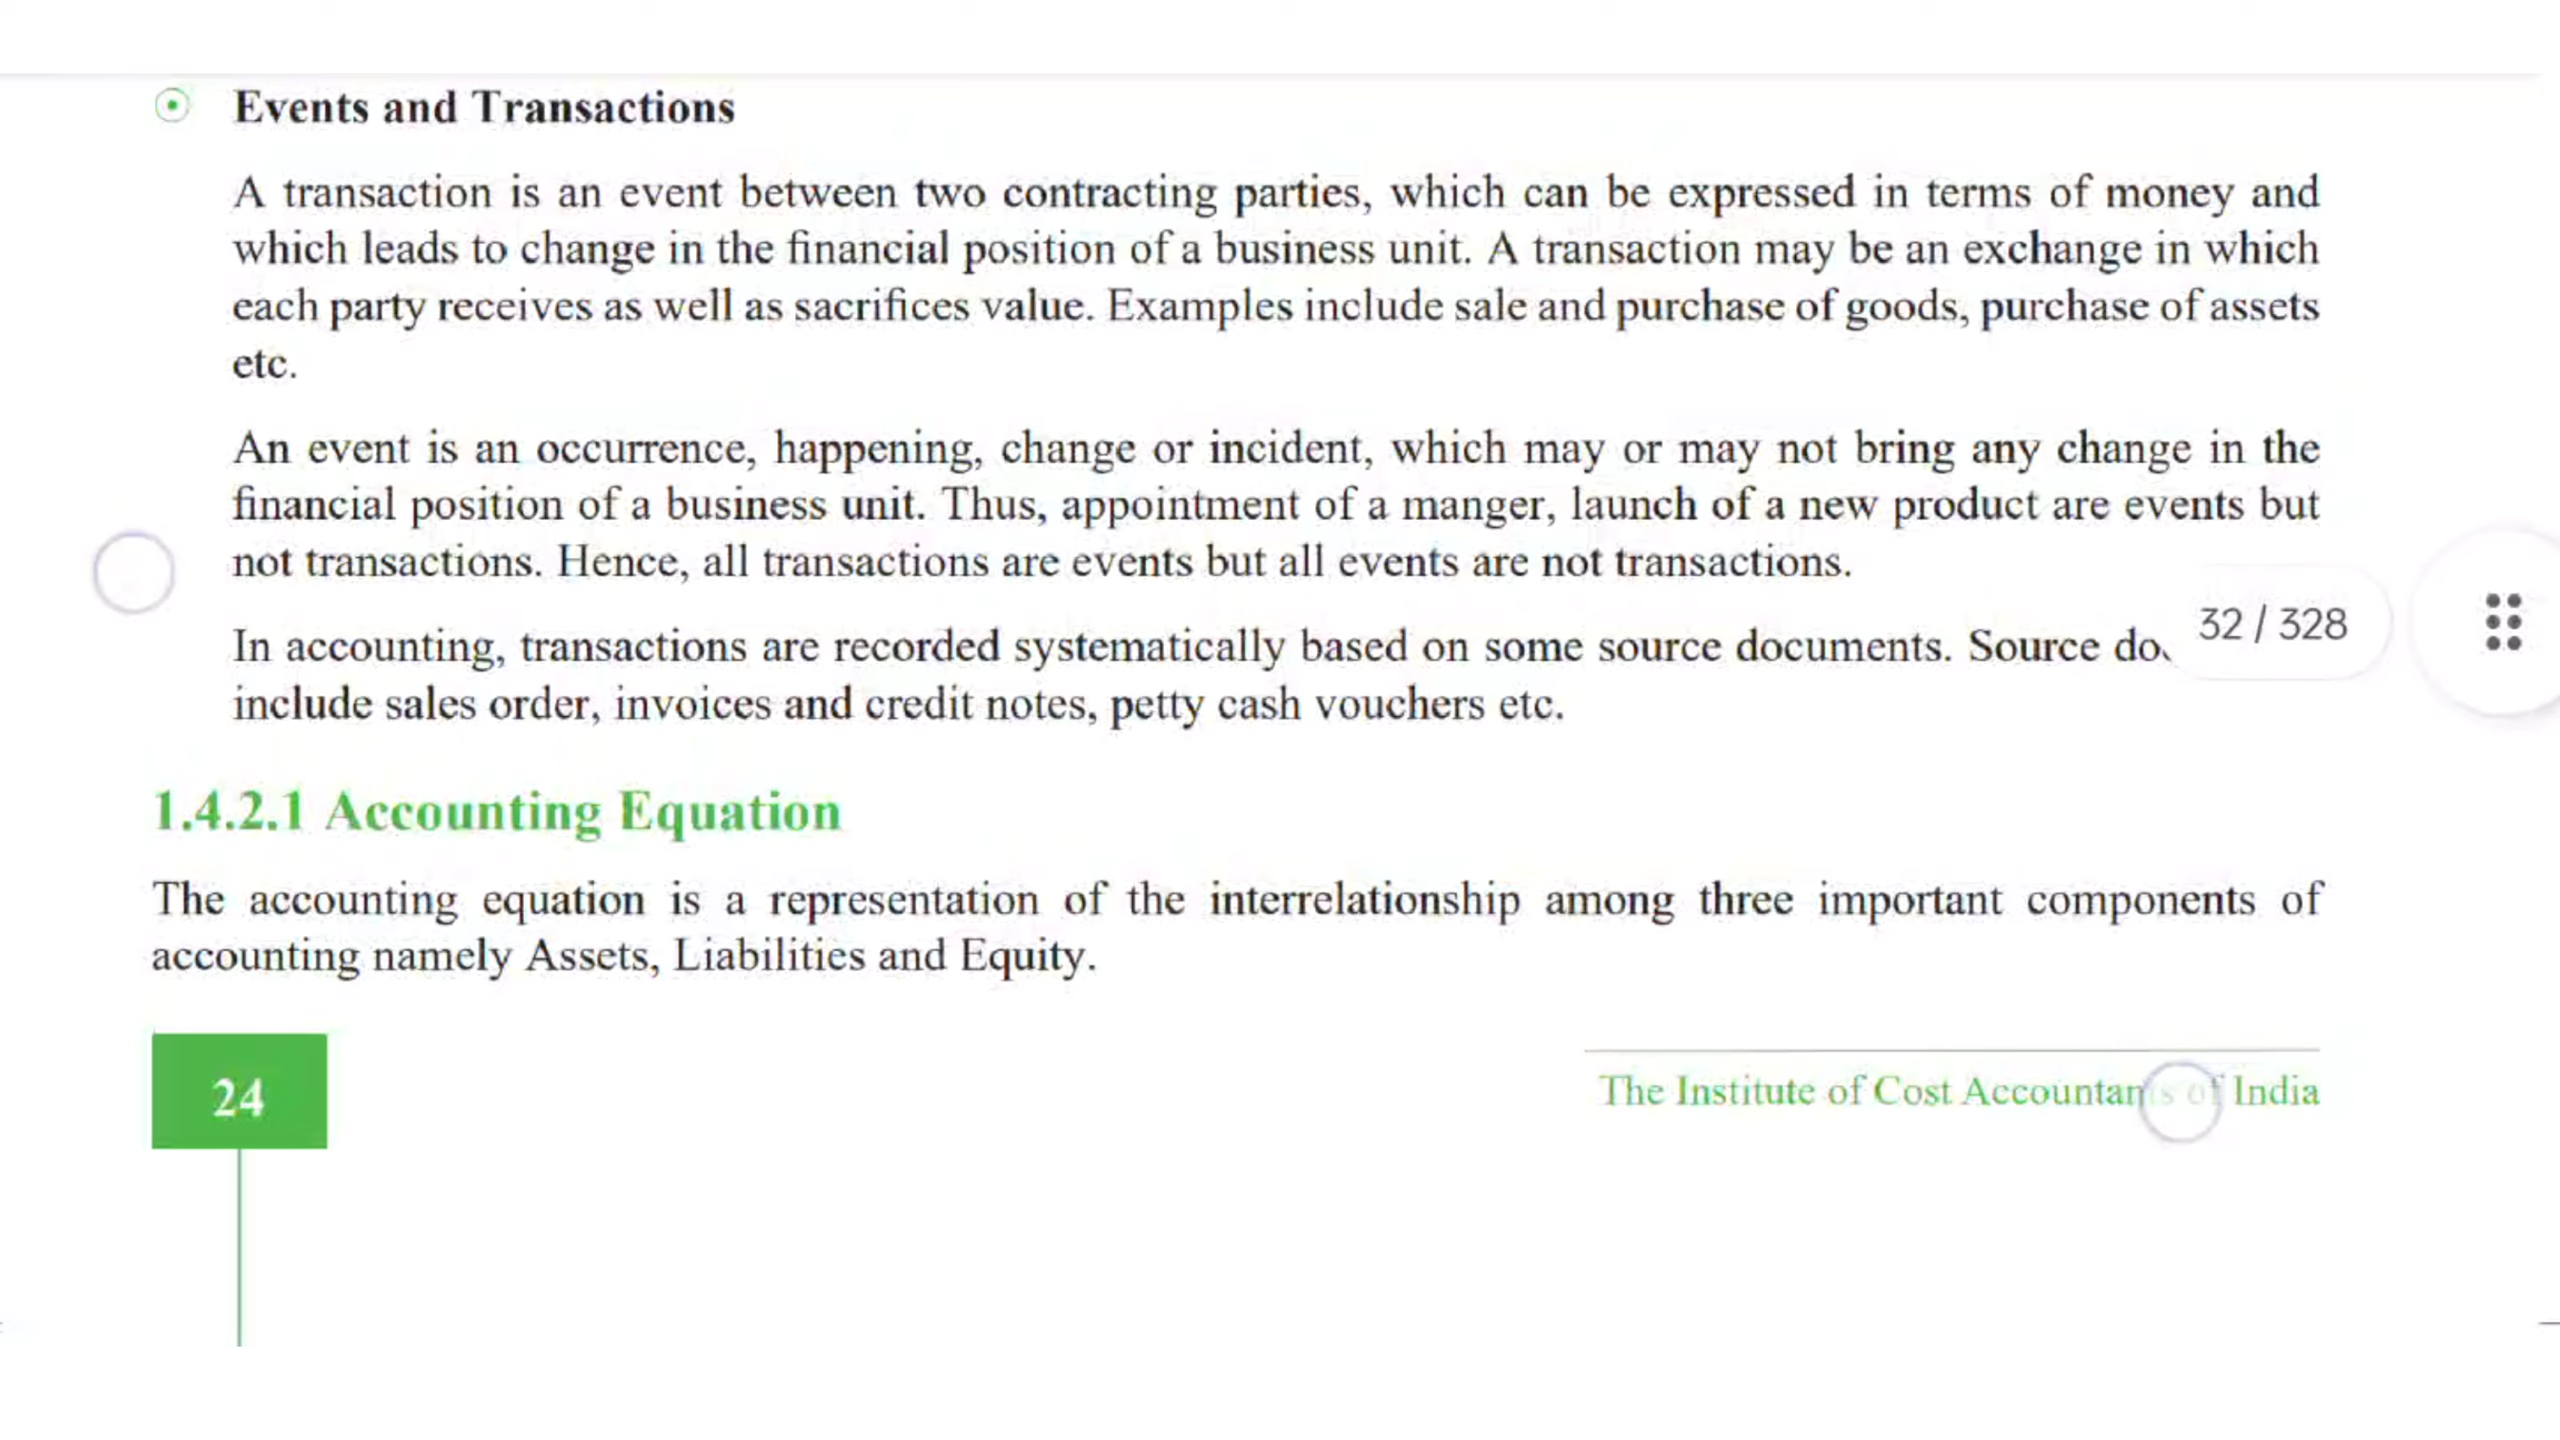 Events and Transactions
A transaction is an event between two contracting parties, which can be expressed in terms of money and
which leads to change in the financial position of a business unit. A transaction may be an exchange in which
each party receives as well as sacrifices value. Examples include sale and purchase of goods, purchase of assets
etc.
An event is an occurrence, happening, change or incident, which may or may not bring any change in the
financial position of a business unit. Thus, appointment of a manger, launch of a new product are events but
not transactions. Hence, all transactions are events but all events are not transactions.
In accounting, transactions are recorded systematically based on some source documents. Source
32 / 328
include sales order, invoices and credit notes, petty cash vouchers etc.
1.4.2.1 Accounting Equation
The accounting equation is a representation of the interrelationship among three important components of
accounting namely Assets, Liabilities and Equity.
24
The Institute of Cost Accountants of India